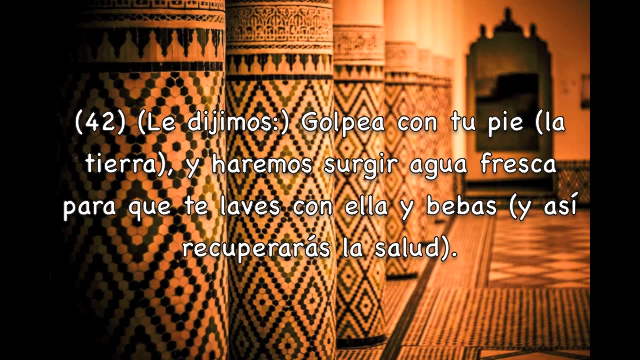 (42) (Le dijimos:) Golpea con tu pie (la
tierra), y haremos surgir agua fresca
para que te laves con ella y bebas (y así
recuperarás la salud).